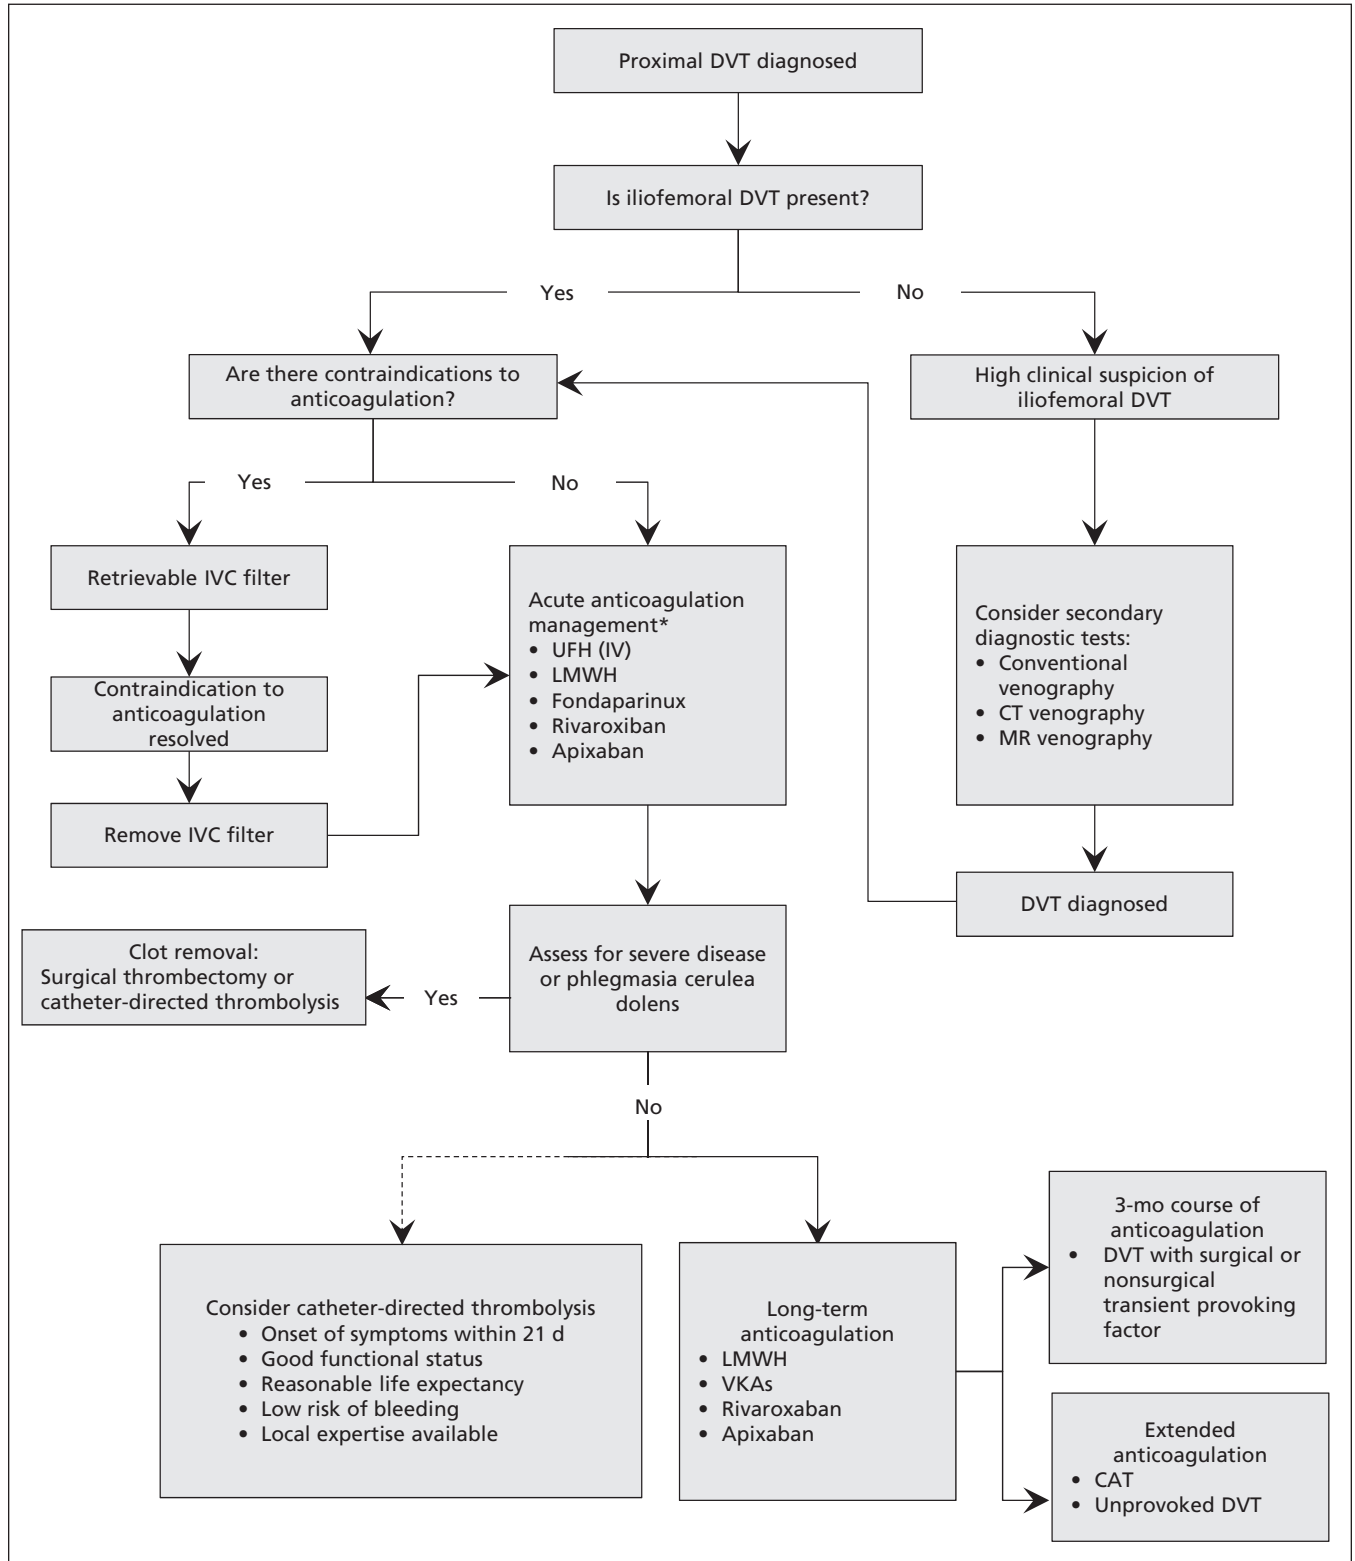 Proximal DVT diagnosed
Is iliofemoral DVT present?
Yes
No
Are there contraindications to
anticoagulation?
High clinical suspicion of
iliofemoral DVT
Yes
No
Retrievable IVC filter
Contraindication to
anticoagulation
resolved
Remove IVC filter
Acute anticoagulation
management*
• UFH (IV)
• LMWH
• Fondaparinux
• Rivaroxiban
• Apixaban
Consider secondary
diagnostic tests:
• Conventional
venography
• CT venography
• MR venography
DVT diagnosed
Clot removal:
Surgical thrombectomy or
catheter-directed thrombolysis
Yes
Assess for severe disease
or phlegmasia cerulea
dolens
No
Consider catheter-directed thrombolysis
• Onset of symptoms within 21 d
• Good functional status
• Reasonable life expectancy
• Low risk of bleeding
• Local expertise available
Long-term
anticoagulation
• LMWH
• VKAs
• Rivaroxaban
• Apixaban
3-mo course of
anticoagulation
• DVT with surgical or
nonsurgical
transient provoking
factor
Extended
anticoagulation
• CAT
• Unprovoked DVT